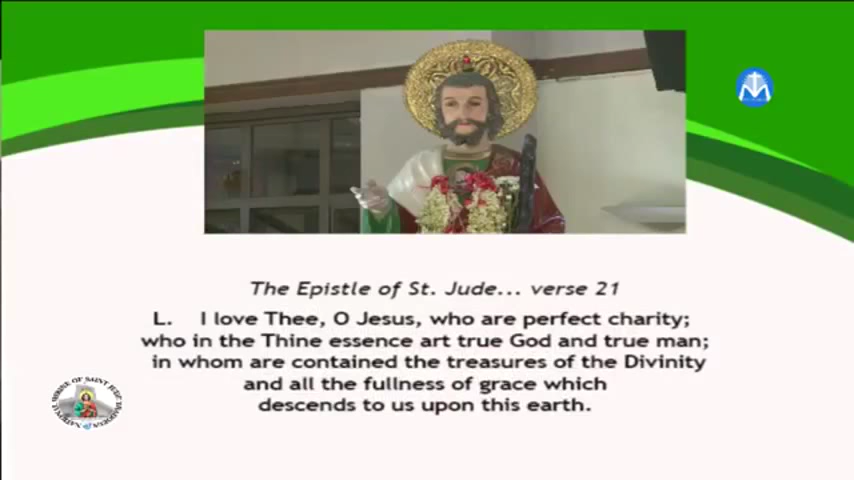 The Epistle of St. Jude... verse 21
L. I love Thee, O Jesus, who are perfect charity;
who in the Thine essence art true God and true man;
in whom are contained the treasures of the Divinity
and all the fullness of grace which
descends to us upon this earth.